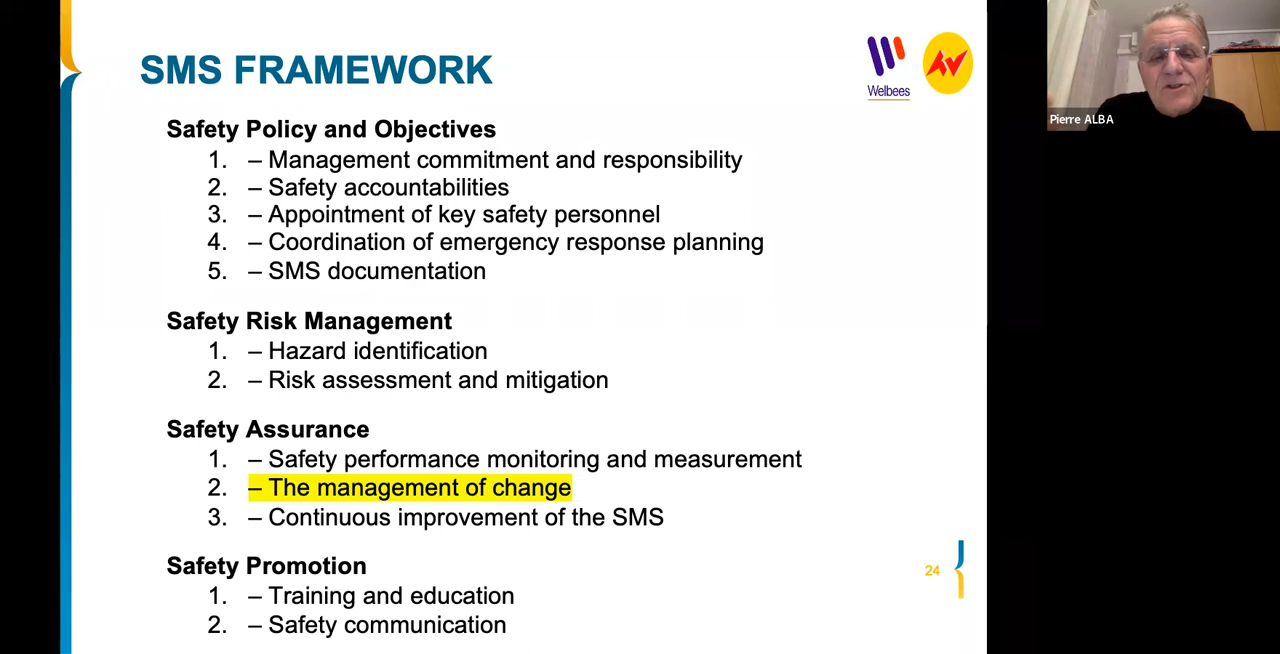 SMS FRAMEWORK
Welbees
Pierre ALBA
Safety Policy and Objectives
1. – Management commitment and responsibility
2. – Safety accountabilities
3. – Appointment of key safety personnel
4. – Coordination of emergency response planning
5. – SMS documentation
Safety Risk Management
1. – Hazard identification
2. – Risk assessment and mitigation
Safety Assurance
1. – Safety performance monitoring and measurement
2. – The management of change
3. – Continuous improvement of the SMS
Safety Promotion
1. – Training and education
2. – Safety communication
24